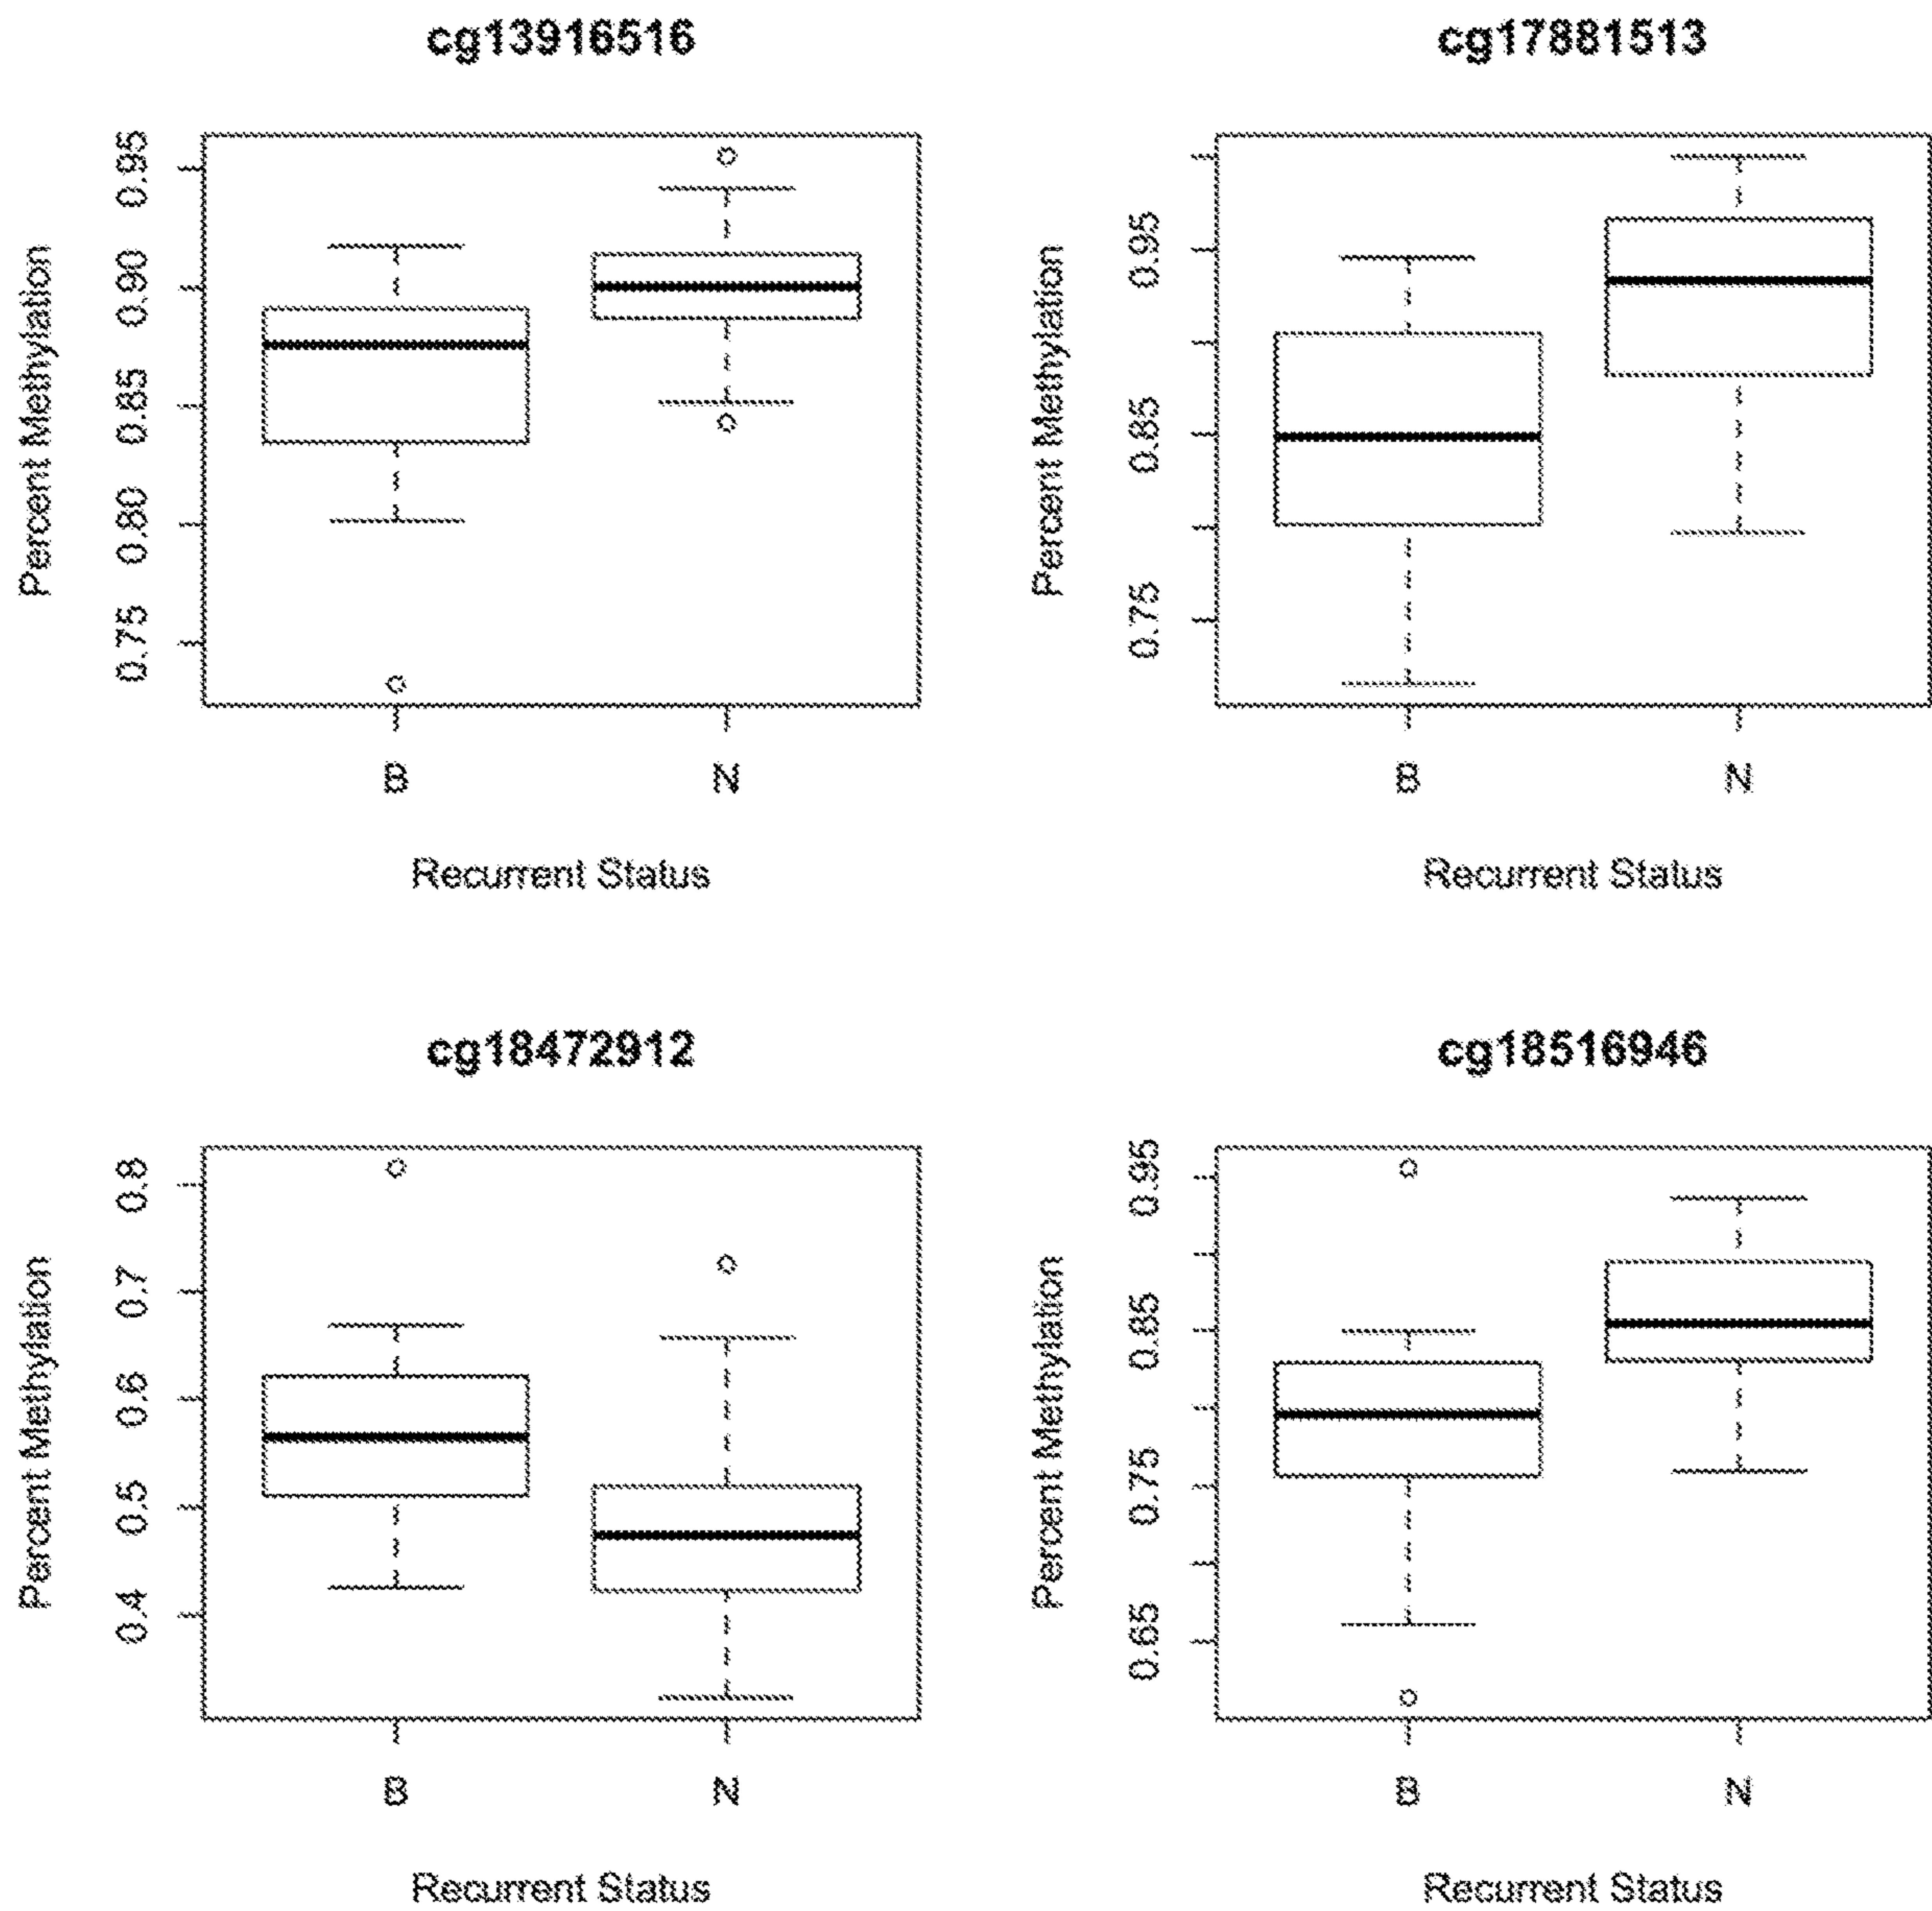 cg13916516
Percent Methylation
0.95
0.90
0.85
0.80
0.75
B N
Recurrent Status
cg17881513
Percent Methylation
0.95
0.85
0.75
B N
Recurrent Status
cg18472912
Percent Methylation
0.8
0.7
0.6
0.5
0.4
B N
Recurrent Status
cg18516946
Percent Methylation
0.95
0.85
0.75
0.65
B N
Recurrent Status